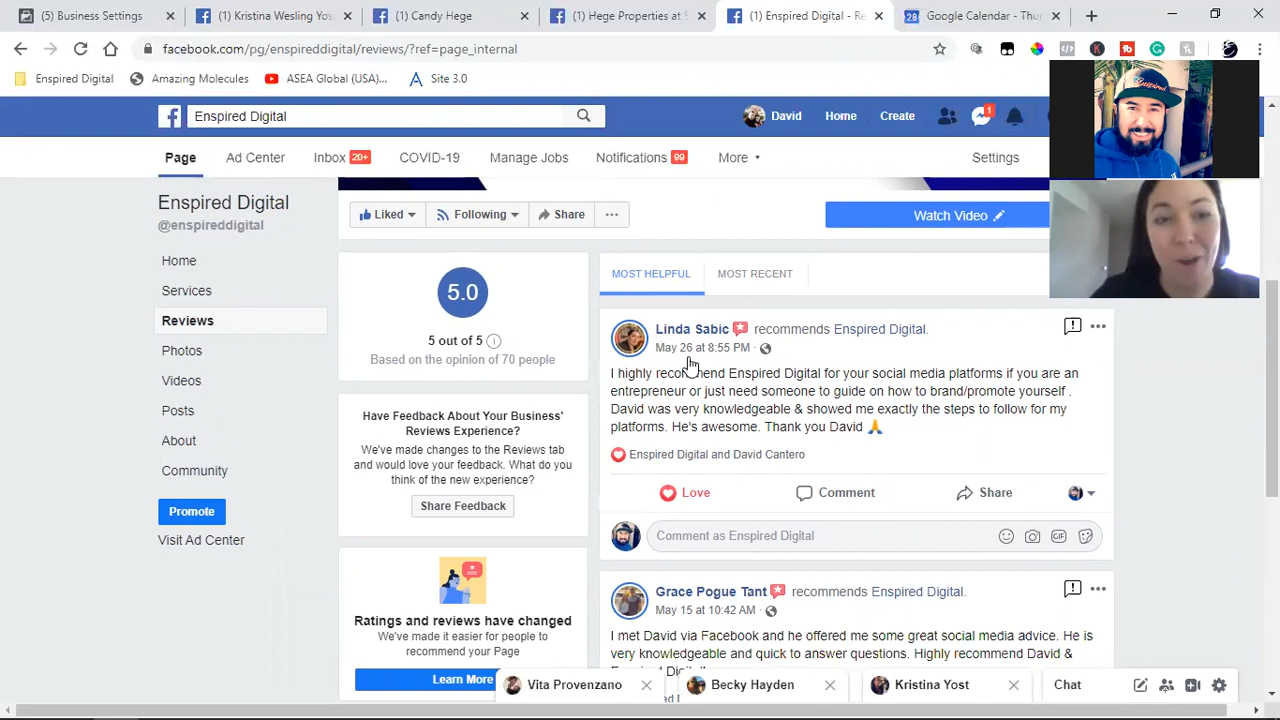 (5) Business Settings
(1) Kristina Wesling Yos
(1) Candy Hege
(1) Hege Properties at S
(1) Enspired Digital - Re
Google Calendar - Thu
facebook.com/pg/enspireddigital/reviews/?ref=page_internal
Enspired Digital
Amazing Molecules
ASEA Global (USA)...
Site 3.0
Enspired Digital
David
Home
Create
1
Page
Ad Center
Inbox 20+
COVID-19
Manage Jobs
Notifications 99
More
Settings
Enspired Digital
@enspireddigital
Home
Services
Reviews
Photos
Videos
Posts
About
Community
Promote
Visit Ad Center
Liked
Following
Share
Watch Video
5.0
5 out of 5
Based on the opinion of 70 people
Have Feedback About Your Business'
Reviews Experience?
We've made changes to the Reviews tab
and would love your feedback. What do you
think of the new experience?
Share Feedback
Ratings and reviews have changed
We've made it easier for people to
recommend your Page
Learn More
MOST HELPFUL
MOST RECENT
Linda Sabic recommends Enspired Digital.
May 26 at 8:55 PM
I highly recommend Enspired Digital for your social media platforms if you are an
entrepreneur or just need someone to guide on how to brand/promote yourself .
David was very knowledgeable & showed me exactly the steps to follow for my
platforms. He's awesome. Thank you David 🙏
Enspired Digital and David Cantero
Love
Comment
Share
Comment as Enspired Digital
GIF
Grace Pogue Tant recommends Enspired Digital.
May 15 at 10:42 AM
I met David via Facebook and he offered me some great social media advice. He is
very knowledgeable and quick to answer questions. Highly recommend David &
Vita Provenzano
Becky Hayden
Kristina Yost
Chat